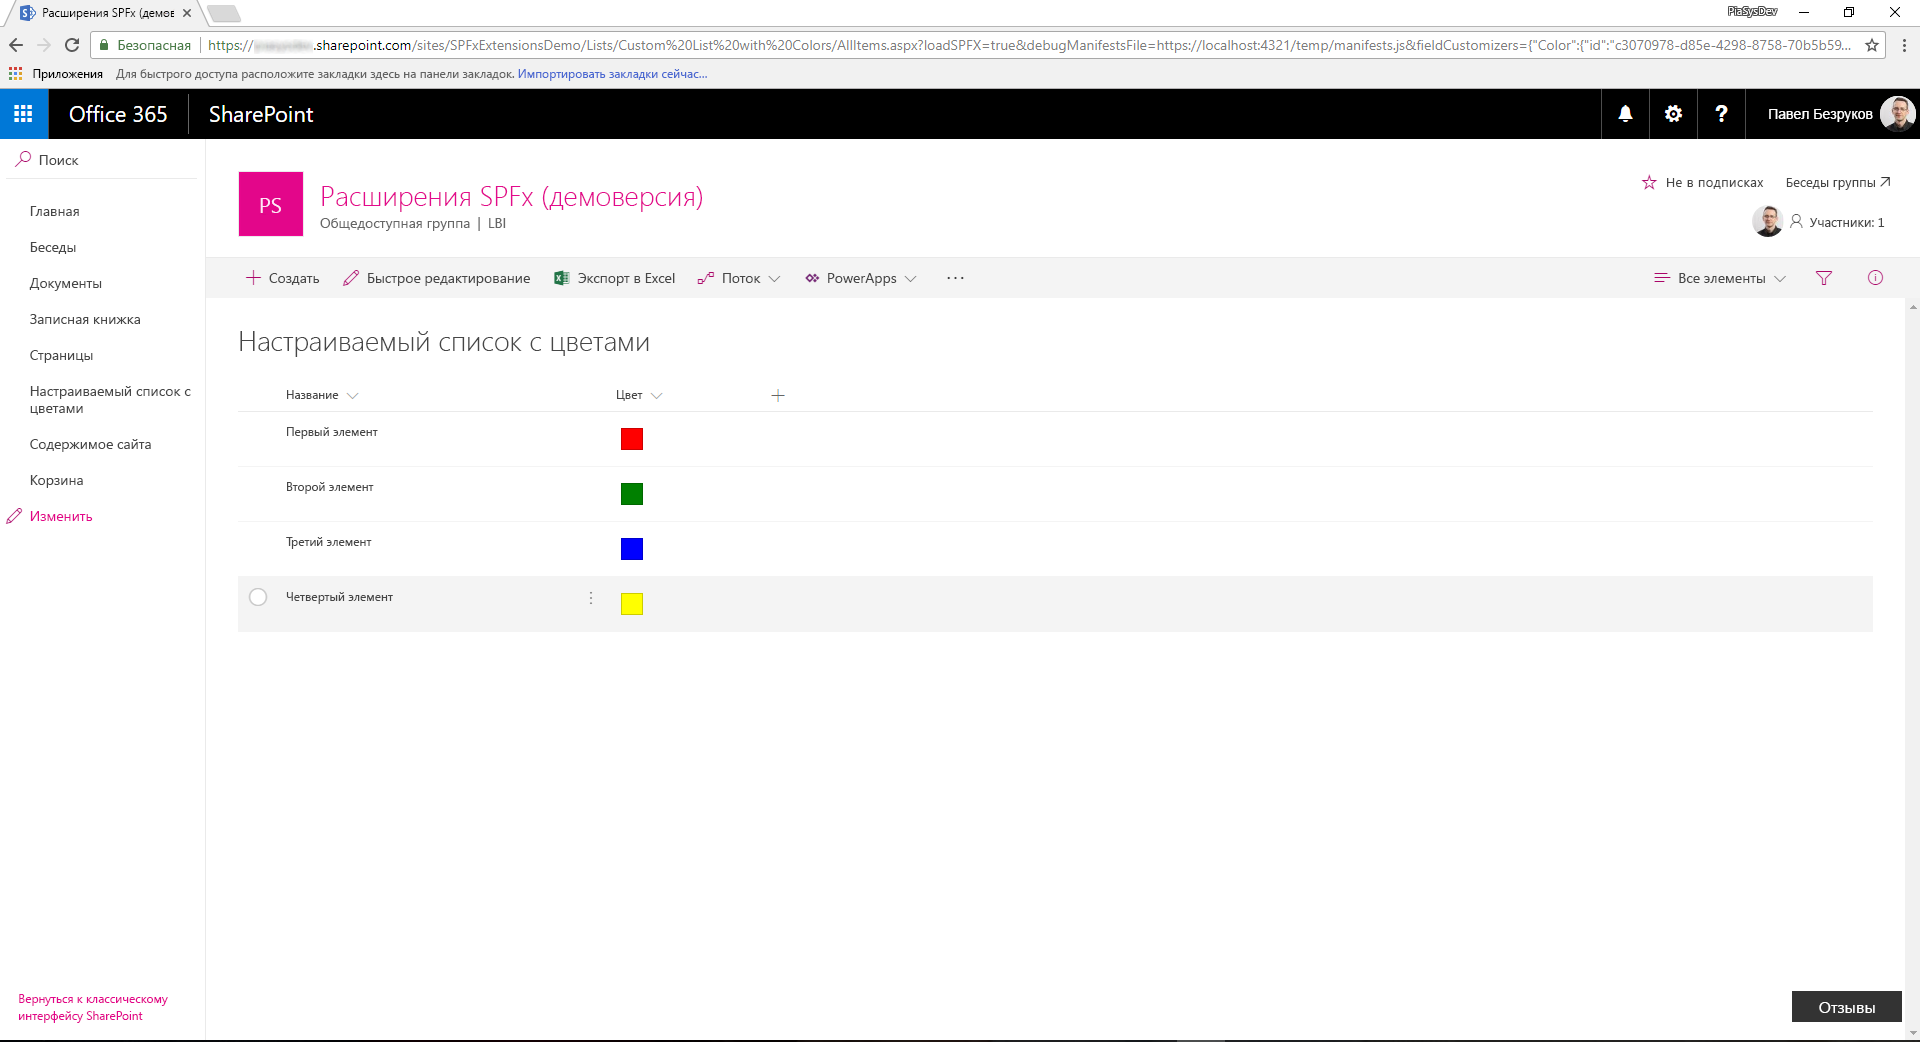 Расширения SPFx (демов
PiaSysDev
Безопасная
https://
.sharepoint.com/sites/SPFxExtensionsDemo/Lists/Custom%20List%20with%20Colors/AllItems.aspx?loadSPFX=true&debugManifestsFile=https://localhost:4321/temp/manifests.js&fieldCustomizers={"Color":{"id":"c3070978-d85e-4298-8758-70b5b59...
Приложения
Для быстрого доступа расположите закладки здесь на панели закладок. Импортировать закладки сейчас...
Office 365
SharePoint
?
Павел Безруков
Поиск
Главная
Беседы
Документы
Записная книжка
Страницы
Настраиваемый список с
цветами
Содержимое сайта
Корзина
Изменить
Вернуться к классическому
интерфейсу SharePoint
PS
Расширения SPFx (демоверсия)
Общедоступная группа | LBI
Не в подписках
Беседы группы
Участники: 1
Создать
Быстрое редактирование
Экспорт в Excel
Поток
PowerApps
...
Все элементы
Настраиваемый список с цветами
Название
Цвет
Первый элемент
Второй элемент
Третий элемент
Четвертый элемент
Отзывы